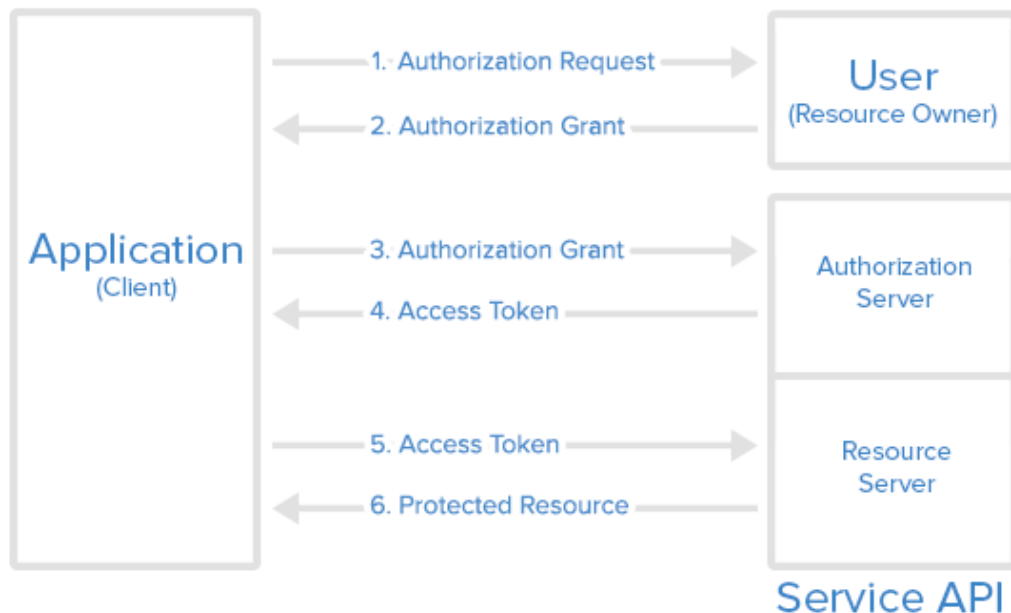 1. Authorization Request
User
(Resource Owner)
2. Authorization Grant
Application
(Client)
3. Authorization Grant
Authorization
Server
4. Access Token
5. Access Token
Resource
Server
6. Protected Resource
Service API